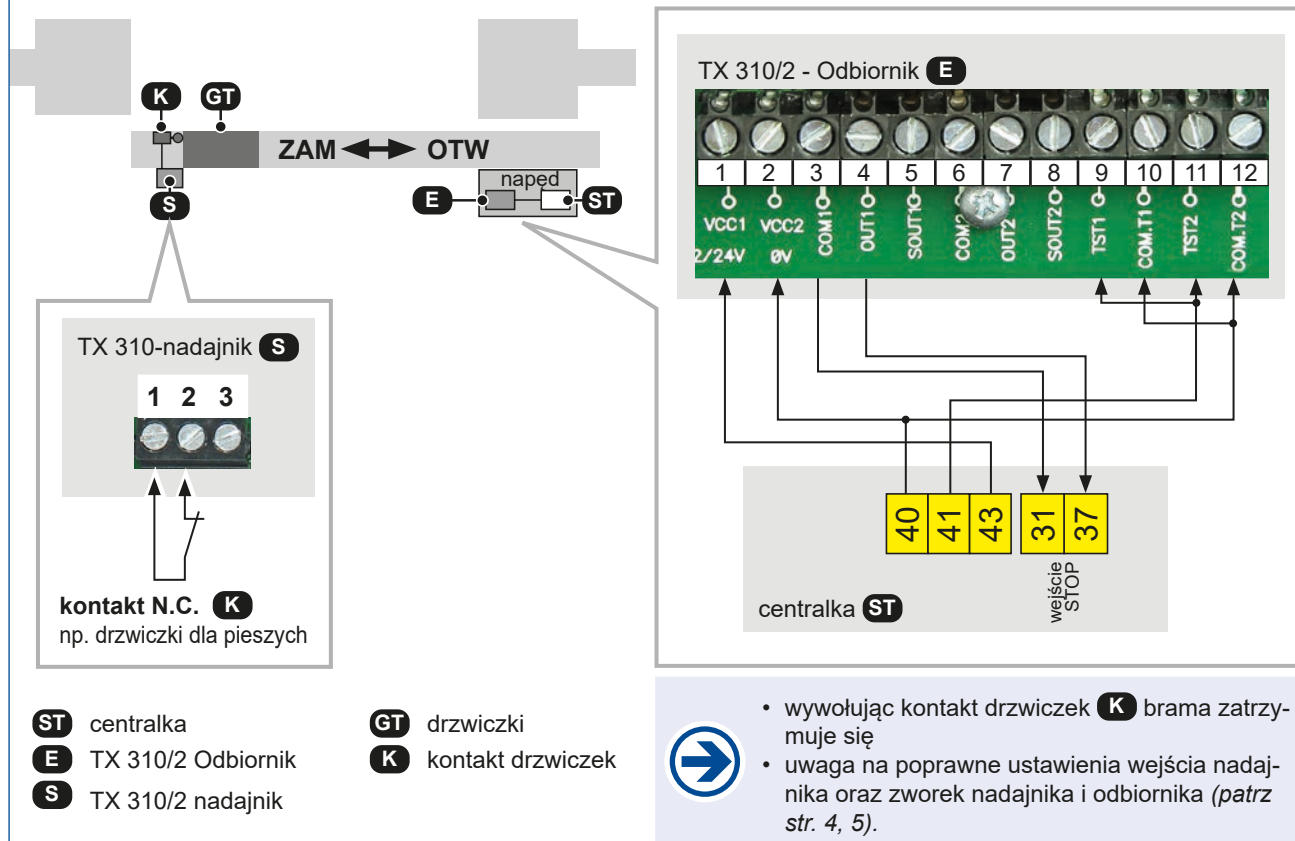 K GT
ZAM OTW
naped
E ST
S
TX 310-nadajnik S
1 2 3
kontakt N.C. K
np. drzwiczki dla pieszych
TX 310/2 - Odbiornik E
1 2 3 4 5 6 7 8 9 10 11 12
VCC1 VCC2 COM1 OUT1 SOUT1 COM2 OUT2 SOUT2 TST1 COM.T1 TST2 COM.T2
2/24V 0V
40 41 43 31 37
wejście
STOP
centralka ST
ST centralka
E TX 310/2 Odbiornik
S TX 310/2 nadajnik
GT drzwiczki
K kontakt drzwiczek
• wywołując kontakt drzwiczek K brama zatrzy-
muje się
• uwaga na poprawne ustawienia wejścia nadaj-
nika oraz zworek nadajnika i odbiornika (patrz
str. 4, 5).